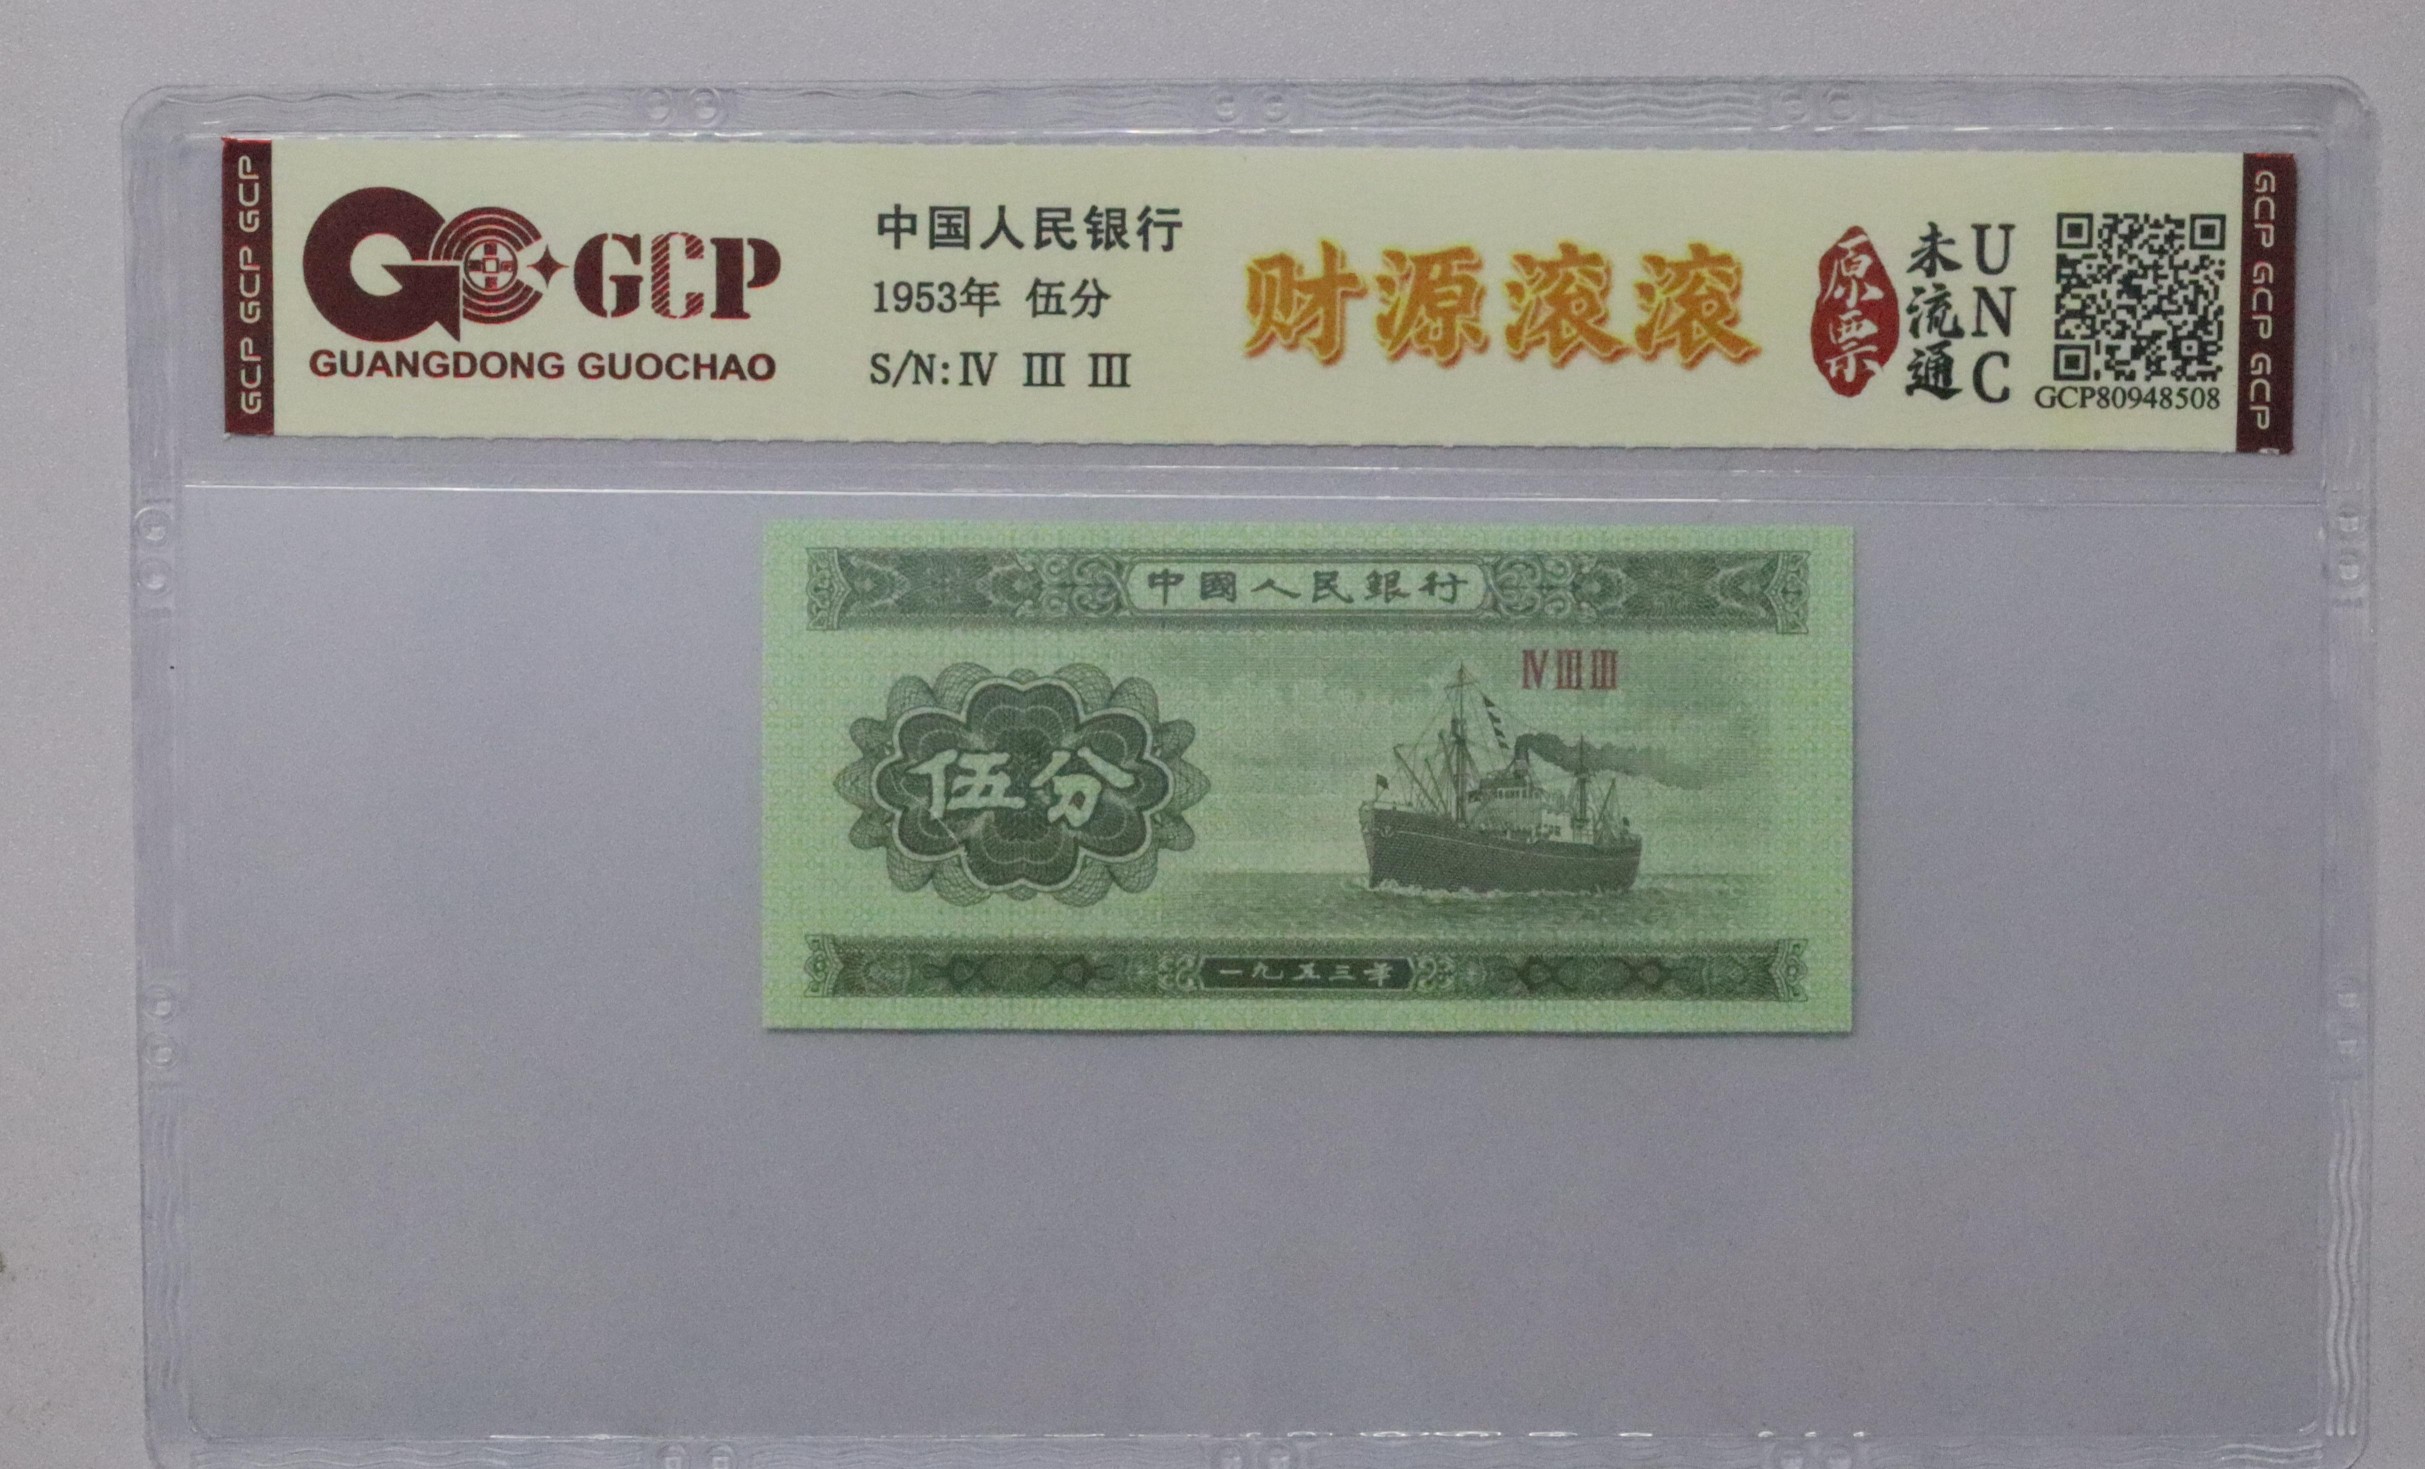 GCP GCP GCP
GCP
GUANGDONG GUOCHAO
中国人民银行
1953年 伍分
S/N:Ⅳ Ⅲ Ⅲ
财源滚滚
原票
未流通
UNC
GCP80948508
GCP GCP GCP
中國人民銀行
ⅣⅢⅢ
伍分
一九五三年